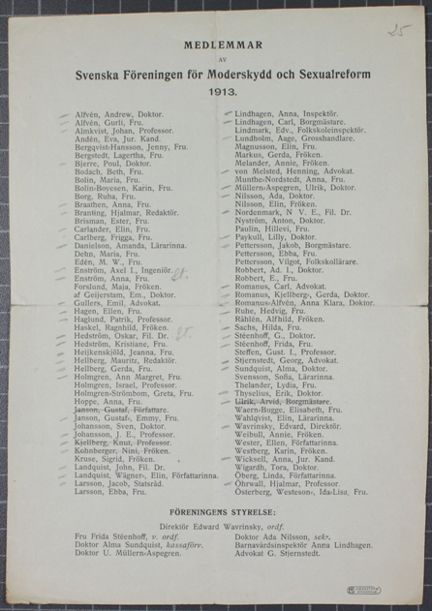 25
MEDLEMMAR
AV
Svenska Föreningen för Moderskydd och Sexualreform
1913.
Alfvén, Andrew, Doktor.
Alfvén, Gurli, Fru.
Almkvist, Johan, Professor.
Andén, Eva, Jur. Kand.
Bergqvist-Hansson, Jenny, Fru.
Bergstedt, Lagertha, Fru.
Bjerre, Poul, Doktor.
Bodach, Beth, Fru.
Bolin, Maria, Fru.
Bolin-Boyesen, Karin, Fru.
Borg, Ruha, Fru.
Braathen, Anna, Fru.
Branting, Hjalmar, Redaktör.
Brisman, Ester, Fru.
Carlander, Elin, Fru.
Carlberg, Frigga, Fru.
Danielson, Amanda, Lärarinna.
Dehn, Maria, Fru.
Edén, M. W., Fru.
Enström, Axel I., Ingeniör.
Enström, Anna, Fru.
Forslund, Maja, Fröken.
af Geijerstam, Em., Doktor.
Gullers, Emil, Advokat.
Hagen, Ellen, Fru.
Haglund, Patrik, Professor.
Haskel, Ragnhild, Fröken.
Hedström, Oskar, Fil. Dr.
Hedström, Kristiane, Fru.
Heijkenskjöld, Jeanna, Fru.
Hellberg, Mauritz, Redaktör.
Hellberg, Gerda, Fru.
Holmgren, Ann Margret, Fru.
Holmgren, Israel, Professor.
Holmgren-Strömbom, Greta, Fru.
Hoppe, Anna, Fru.
Janson, Gustaf, Författare.
Janson, Gustafs, Emmy, Fru.
Johansson, Sven, Doktor.
Johansson, J. E., Professor.
Kjellberg, Knut, Professor.
Kohnberger, Nini, Fröken.
Kruse, Sigrid, Fröken.
Landquist, John, Fil. Dr.
Landquist, Wägner-, Elin, Författarinna.
Larsson, Jacob, Statsråd.
Larsson, Ebba, Fru.
Lindhagen, Anna, Inspektör.
Lindhagen, Carl, Borgmästare.
Lindmark, Edv., Folkskoleinspektör.
Lundholm, Aage, Grosshandlare.
Magnusson, Elin, Fru.
Markus, Gerda, Fröken.
Melander, Annie, Fröken.
von Melsted, Henning, Advokat.
Munthe-Nordstedt, Anna, Fru.
Müllern-Aspegren, Ulrik, Doktor.
Nilsson, Ada, Doktor.
Nilsson, Elin, Fröken.
Nordenmark, N V. E., Fil. Dr.
Nyström, Anton, Doktor.
Paulin, Hillevi, Fru.
Paykull, Lilly, Doktor.
Pettersson, Jakob, Borgmästare.
Pettersson, Ebba, Fru.
Pettersson, Vilgot, Folkskollärare.
Robbert, Ad. I., Doktor.
Robbert, E., Fru.
Romanus, Carl, Advokat.
Romanus, Kjellberg-, Gerda, Doktor.
Romanus-Alfvén, Anna Klara, Doktor.
Ruhe, Hedvig, Fru.
Råhlén, Alfhild, Fröken.
Sachs, Hilda, Fru.
Stéenhoff, G., Doktor.
Stéenhoff, Frida, Fru.
Steffen, Gust. I., Professor.
Stjernstedt, Georg, Advokat.
Sundquist, Alma, Doktor.
Svensson, Sofia, Lärarinna.
Thelander, Lydia, Fru.
Thyselius, Erik, Doktor.
Ulrik, Arvid, Borgmästare.
Waern-Bugge, Elisabeth, Fru.
Wahlqvist, Elin, Lärarinna.
Wavrinsky, Edvard, Direktör.
Weibull, Annie, Fröken.
Wester, Ellen, Författarinna.
Westberg, Karin, Fröken.
Wicksell, Anna, Jur. Kand.
Wigardh, Tora, Doktor.
Öberg, Linda, Författarinna.
Öhrwall, Hjalmar, Professor.
Österberg, Westeson-, Ida-Lisa, Fru.
FÖRENINGENS STYRELSE:
Direktör Edward Wavrinsky, ordf.
Fru Frida Stéenhoff, v. ordf.
Doktor Alma Sundquist, kassaförv.
Doktor U. Müllern-Aspegren.
Doktor Ada Nilsson, sekr.
Barnavårdsinspektör Anna Lindhagen.
Advokat G. Stjernstedt.